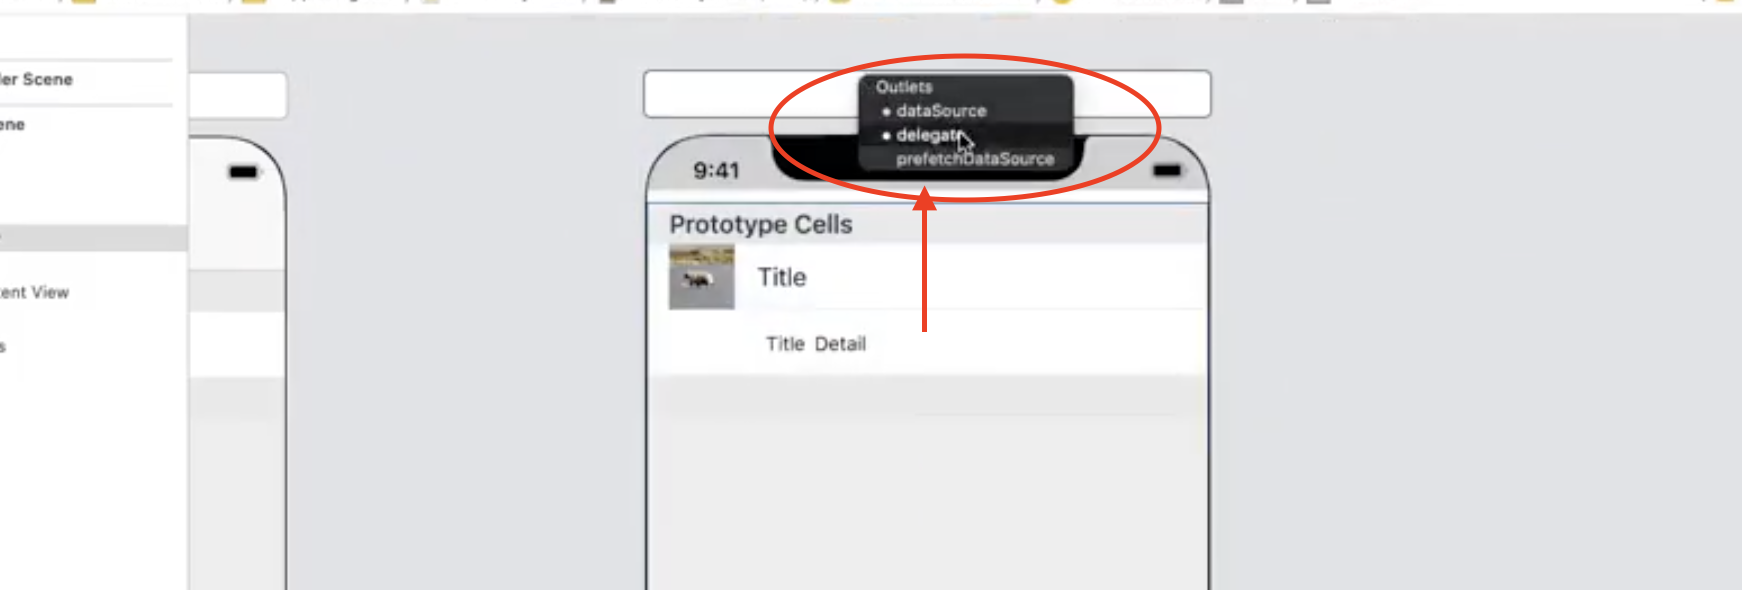 ler Scene
ene
ent View
s
Outlets
• dataSource
• delegate
prefetchDataSource
9:41
Prototype Cells
Title
Title Detail